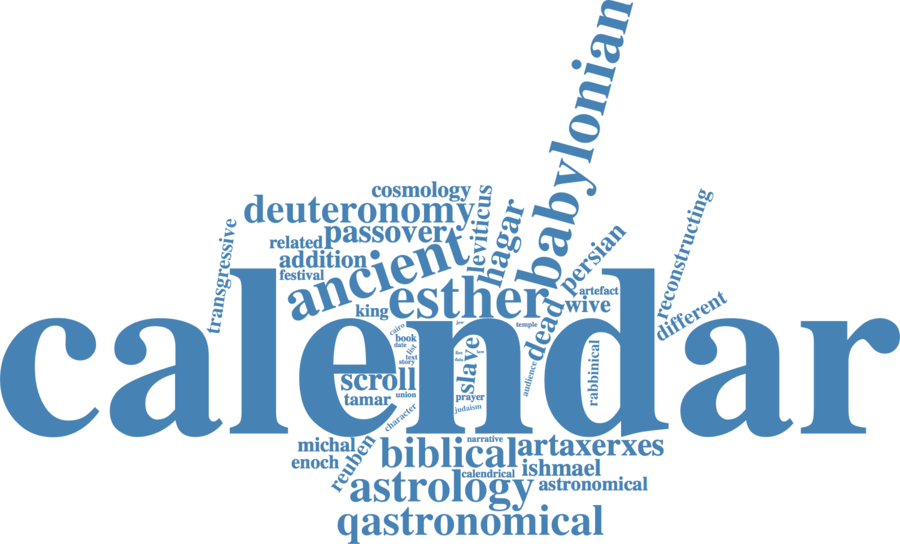 babylonian
cosmology
leviticus
deuteronomy
hagar
reconstructing
transgressive
passover
related
persian
ancient
addition
festival
esther
artefact
wive
different
king
dead
calendar
cairo
temple
book
date
list
text
story
slave
audience
rabbinical
scroll
union
tamar
prayer
judaism
character
narrative
michal
reuben
biblical
artaxerxes
enoch
ishmael
calendrical
astrology
astronomical
qastronomical